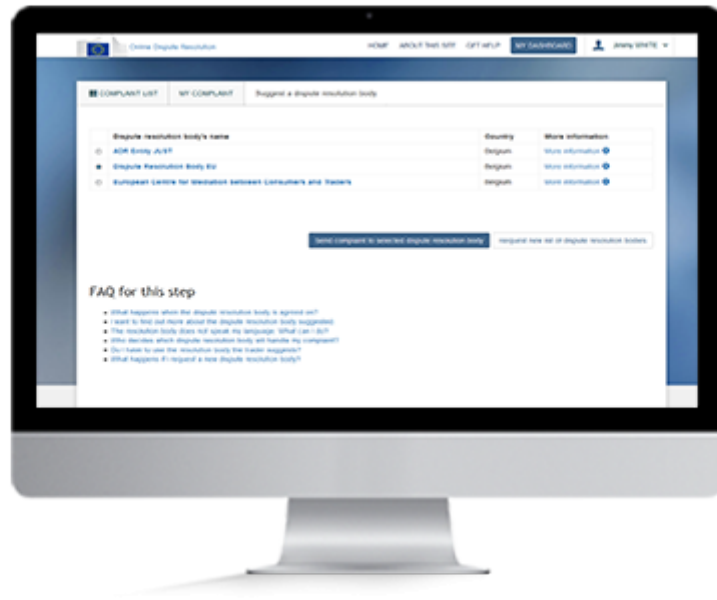 Online Dispute Resolution HOME ABOUT THIS SITE GET HELP MY DASHBOARD Jimmy WHITE
COMPLAINT LIST MY COMPLAINT Suggest a dispute resolution body
Dispute resolution body's name Country More information
ADR Entity JUST Belgium More information
Dispute Resolution Body EU Belgium More information
European Centre for Mediation between Consumers and Traders Belgium More information
Send complaint to selected dispute resolution body Request new list of dispute resolution bodies
FAQ for this step
What happens when the dispute resolution body is agreed on?
I want to find out more about the dispute resolution body suggested
The resolution body does not speak my language. What can I do?
Who decides which dispute resolution body will handle my complaint?
Do I have to use the resolution body the trader suggests?
What happens if I request a new dispute resolution body?